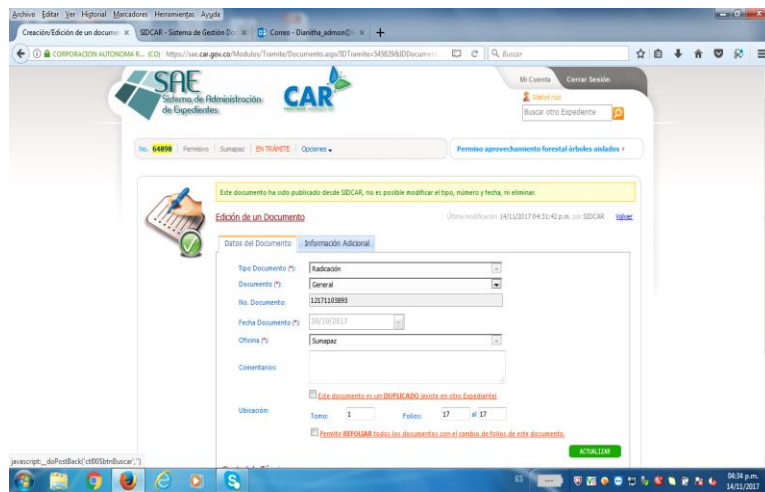 Archivo Editar Ver Historial Marcadores Herramientas Ayuda
Creación/Edición de un docume... × SIDCAR - Sistema de Gestión Doc × Correo - Dianitha_admon@h × +
CORPORACION AUTONOMA R... (CO) https://sae.car.gov.co/Modulos/Tramite/Documento.aspx?IDTramite=545829&IDDocument Buscar
SAE
Sistema de Administración
de Expedientes
CAR
Mi Cuenta Cerrar Sesión
Buscar otro Expediente
No. 64898 Permisivo Sumapaz EN TRÁMITE Opciones
Permiso aprovechamiento forestal árboles aislados
Este documento ha sido publicado desde SIDCAR, no es posible modificar el tipo, número y fecha, ni eliminar.
Edición de un Documento
Última modificación: 14/11/2017 04:31:42 p.m. por SIDCAR Volver
Datos del Documento Información Adicional
Tipo Documento (*): Radicación
Documento (*): General
No. Documento: 12171103893
Fecha Documento (*): 30/10/2017
Oficina (*): Sumapaz
Comentarios:
Este documento es un DUPLICADO (existe en otro Expediente)
Ubicación: Tomo: 1 Folios: 17 al 17
Permitir REFOLIAR todos los documentos con el cambio de folios de este documento.
ACTUALIZAR
javascript:__doPostBack('ctl00$btnBuscar','')
ES
04:34 p.m.
14/11/2017